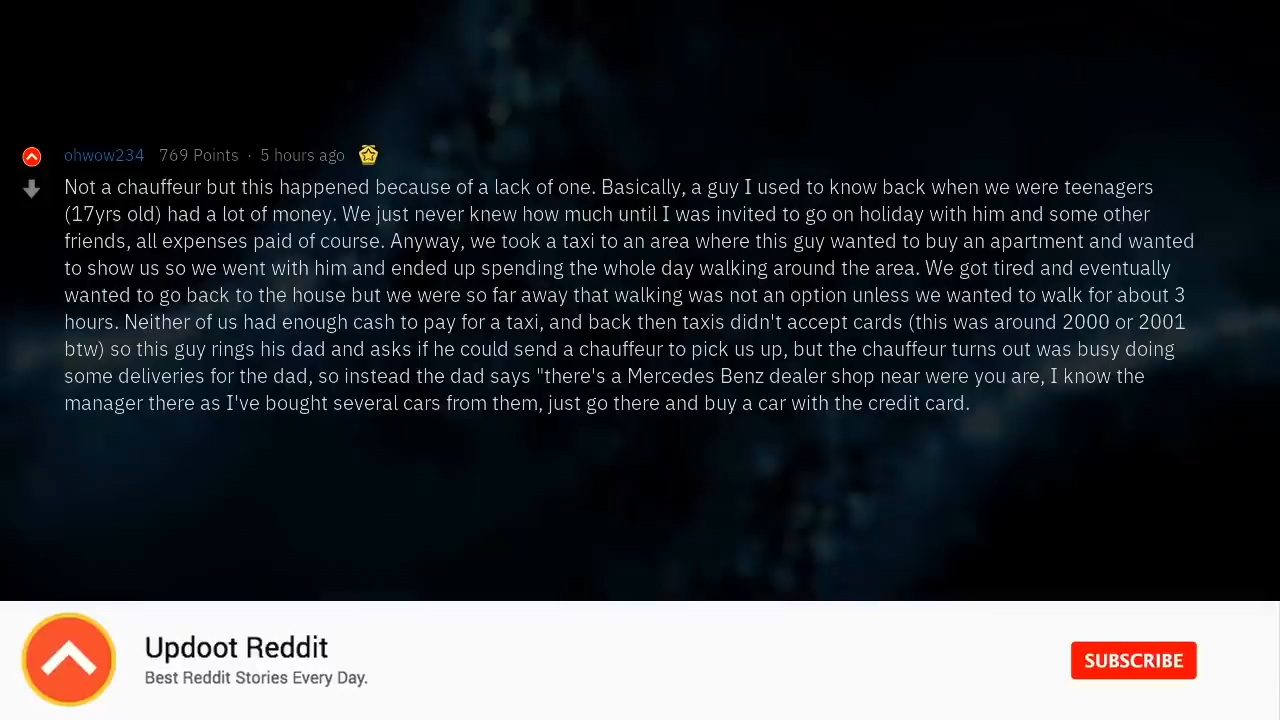 ohwow234 769 Points · 5 hours ago
Not a chauffeur but this happened because of a lack of one. Basically, a guy I used to know back when we were teenagers
(17yrs old) had a lot of money. We just never knew how much until I was invited to go on holiday with him and some other
friends, all expenses paid of course. Anyway, we took a taxi to an area where this guy wanted to buy an apartment and wanted
to show us so we went with him and ended up spending the whole day walking around the area. We got tired and eventually
wanted to go back to the house but we were so far away that walking was not an option unless we wanted to walk for about 3
hours. Neither of us had enough cash to pay for a taxi, and back then taxis didn't accept cards (this was around 2000 or 2001
btw) so this guy rings his dad and asks if he could send a chauffeur to pick us up, but the chauffeur turns out was busy doing
some deliveries for the dad, so instead the dad says "there's a Mercedes Benz dealer shop near were you are, I know the
manager there as I've bought several cars from them, just go there and buy a car with the credit card.
Updoot Reddit
Best Reddit Stories Every Day.
SUBSCRIBE